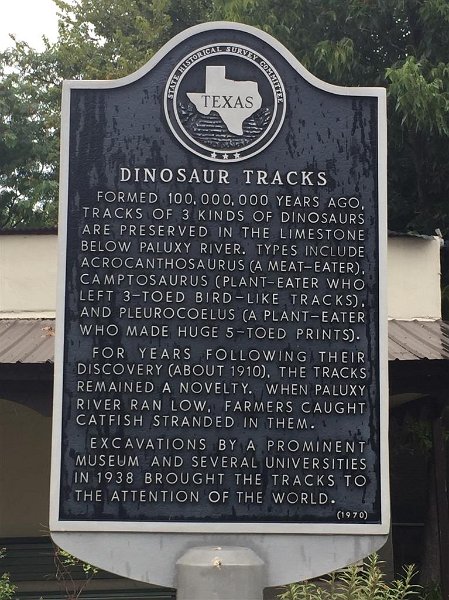 STATE HISTORICAL SURVEY COMMITTEE
TEXAS
DINOSAUR TRACKS
FORMED 100,000,000 YEARS AGO,
TRACKS OF 3 KINDS OF DINOSAURS
ARE PRESERVED IN THE LIMESTONE
BELOW PALUXY RIVER. TYPES INCLUDE
ACROCANTHOSAURUS (A MEAT-EATER),
CAMPTOSAURUS (PLANT-EATER WHO
LEFT 3-TOED BIRD-LIKE TRACKS),
AND PLEUROCOELUS (A PLANT-EATER
WHO MADE HUGE 5-TOED PRINTS).
FOR YEARS FOLLOWING THEIR
DISCOVERY (ABOUT 1910), THE TRACKS
REMAINED A NOVELTY. WHEN PALUXY
RIVER RAN LOW, FARMERS CAUGHT
CATFISH STRANDED IN THEM.
EXCAVATIONS BY A PROMINENT
MUSEUM AND SEVERAL UNIVERSITIES
IN 1938 BROUGHT THE TRACKS TO
THE ATTENTION OF THE WORLD.
(1970)